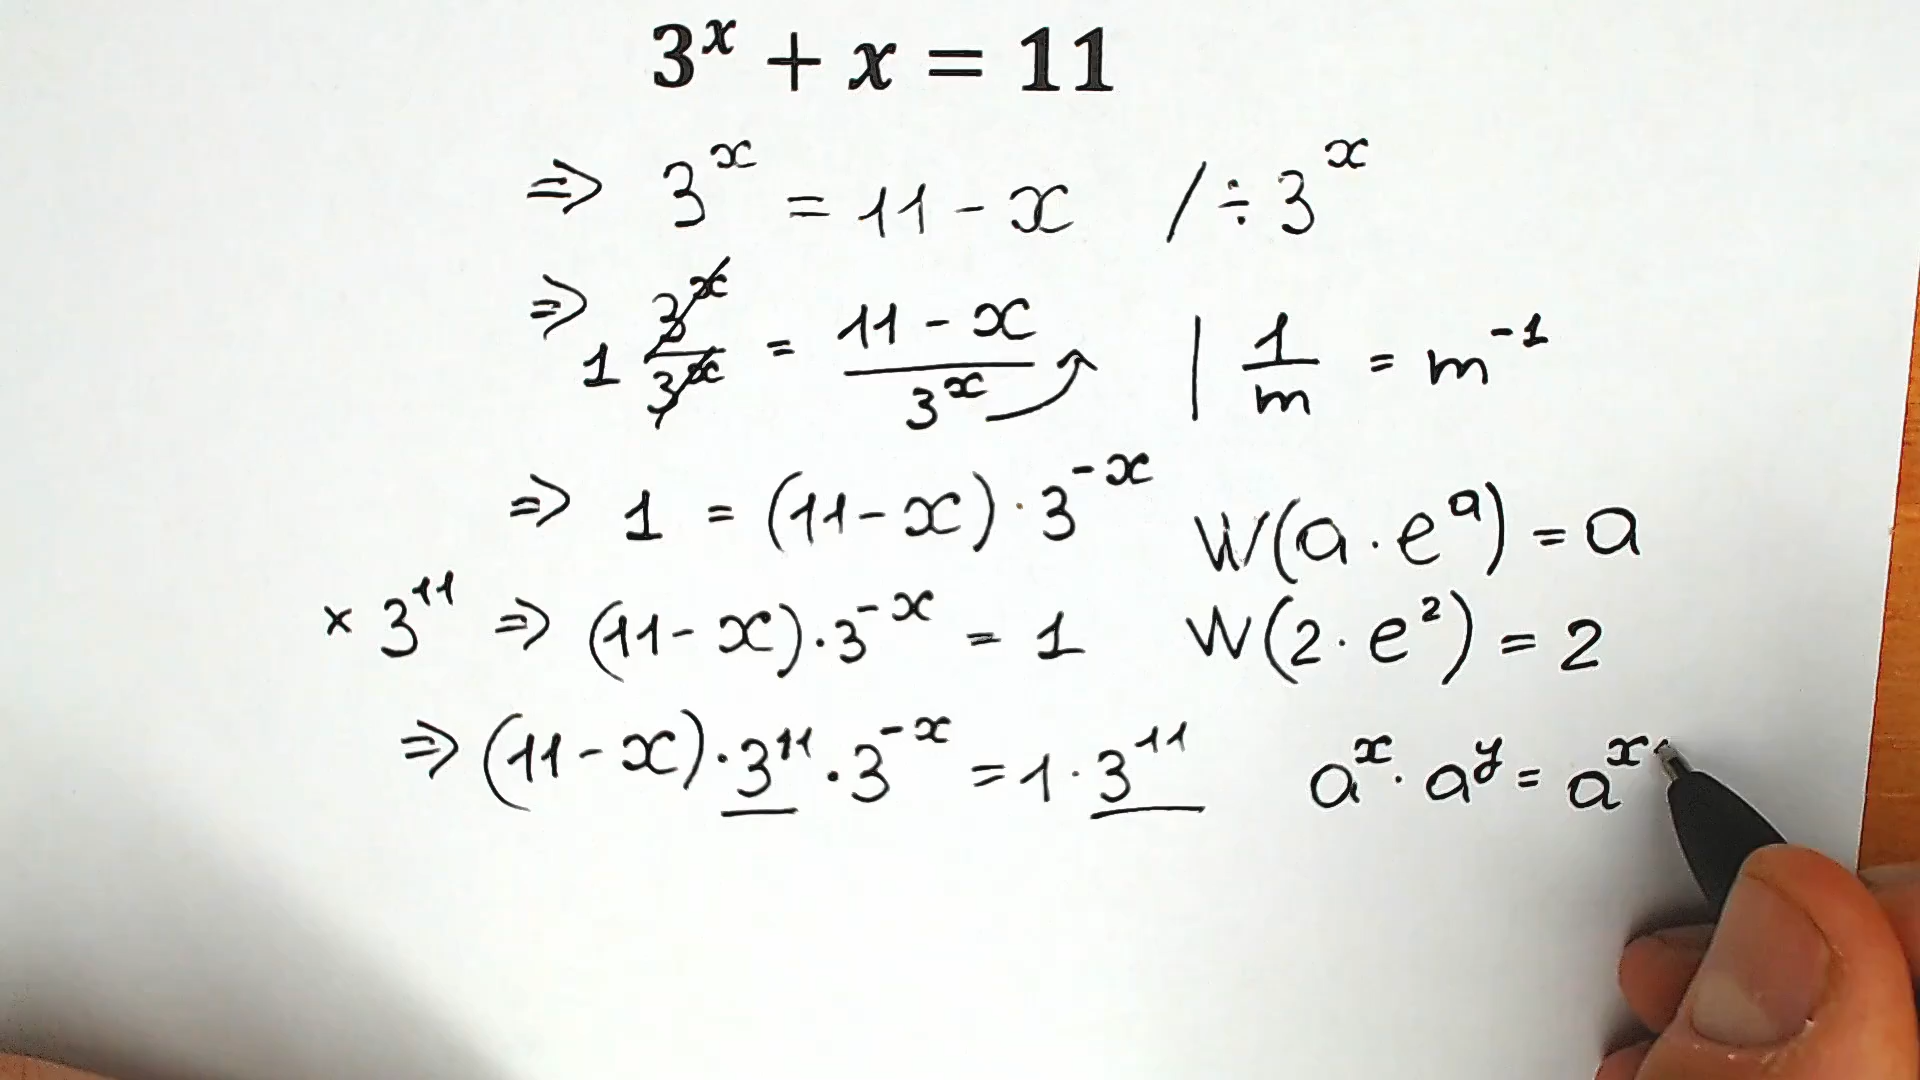 3^x + x = 11
⇒ 3^x = 11 - x / ÷ 3^x
⇒ 1 3^x/3^x = (11 - x)/3^x | 1/m = m^-1
⇒ 1 = (11 - x) · 3^-x W(a · e^a) = a
× 3^11 ⇒ (11 - x) · 3^-x = 1 W(2 · e^2) = 2
⇒ (11 - x) · 3^11 · 3^-x = 1 · 3^11 a^x · a^y = a^x